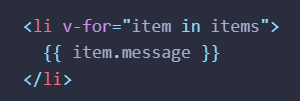 <li v-for="item in items">
  {{ item.message }}
</li>